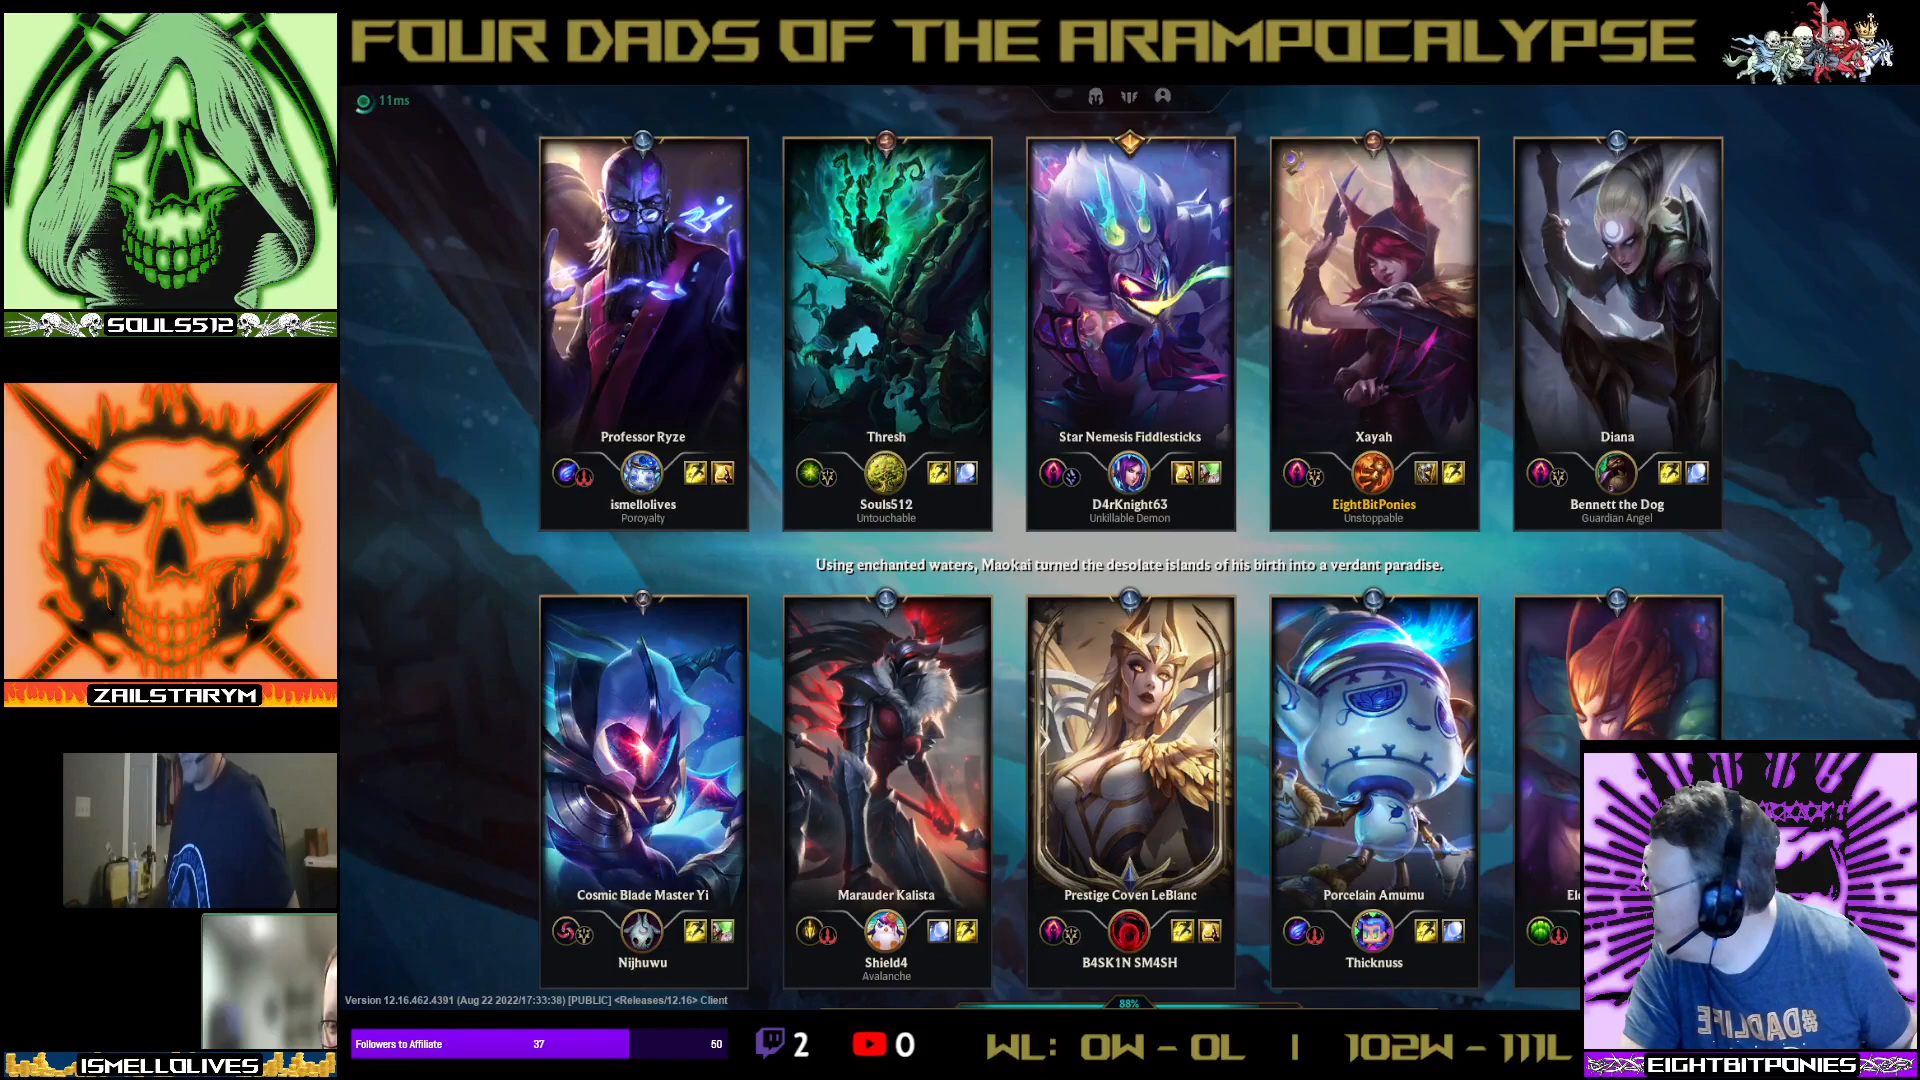 FOUR DADS OF THE ARAMPOCALYPSE
11ms
SOULS512
Professor Ryze
ismellolives
Poroyalty
Thresh
Souls512
Untouchable
Star Nemesis Fiddlesticks
D4rKnight63
Unkillable Demon
Xayah
EightBitPonies
Unstoppable
Diana
Bennett the Dog
Guardian Angel
Using enchanted waters, Maokai turned the desolate islands of his birth into a verdant paradise.
ZAILSTARYM
Cosmic Blade Master Yi
Nijhuwu
Marauder Kalista
Shield4
Avalanche
Prestige Coven LeBlanc
B4SK1N SM4SH
Porcelain Amumu
Thicknuss
Version 12.16.462.4391 (Aug 22 2022/17:33:38) [PUBLIC] <Releases/12.16> Client
88%
#DADLIFE
Followers to Affiliate 37 50
2
0
WL: 0W - 0L | 102W - 111L
ISMELLOLIVES
EIGHTBITPONIES